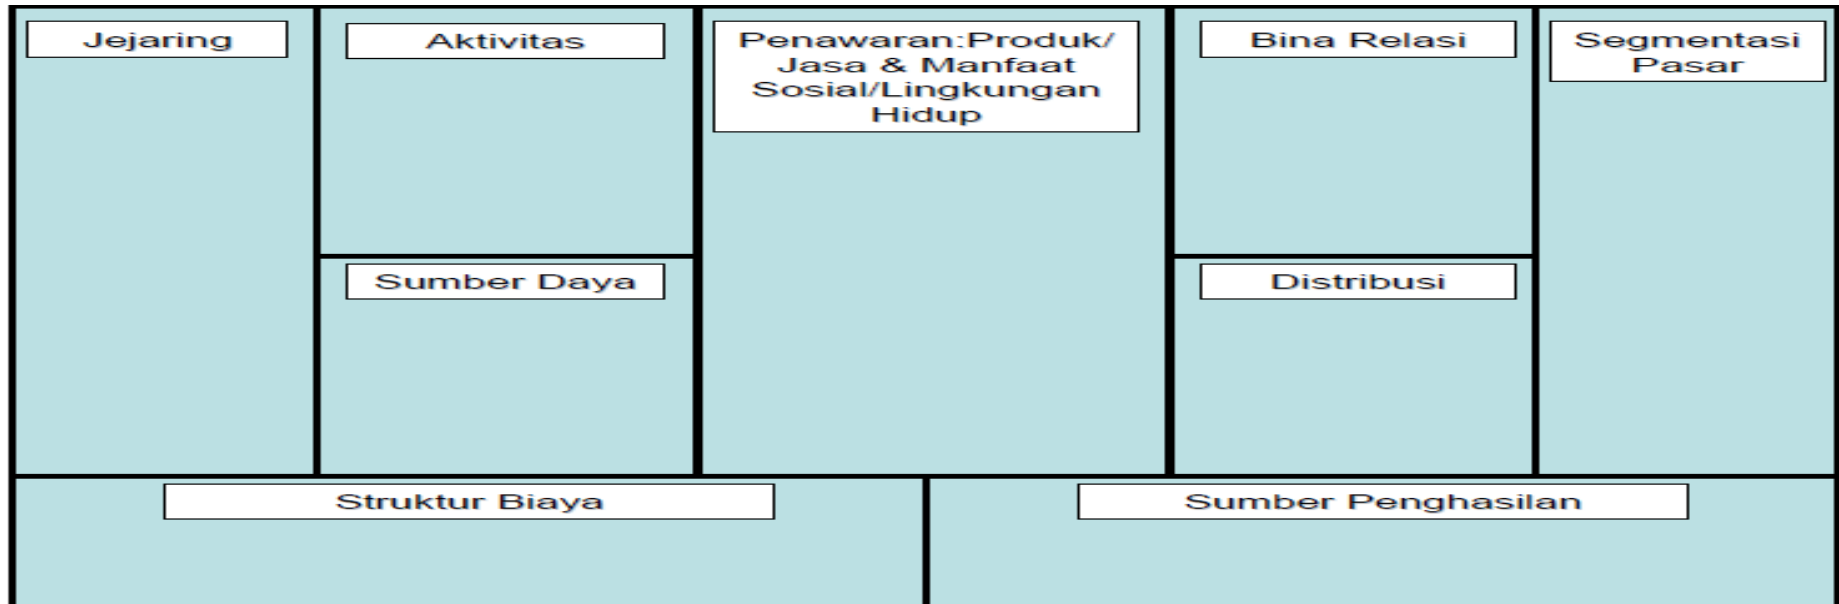 Jejaring
Aktivitas
Penawaran:Produk/
Jasa & Manfaat
Sosial/Lingkungan
Hidup
Bina Relasi
Segmentasi
Pasar
Sumber Daya
Distribusi
Struktur Biaya
Sumber Penghasilan